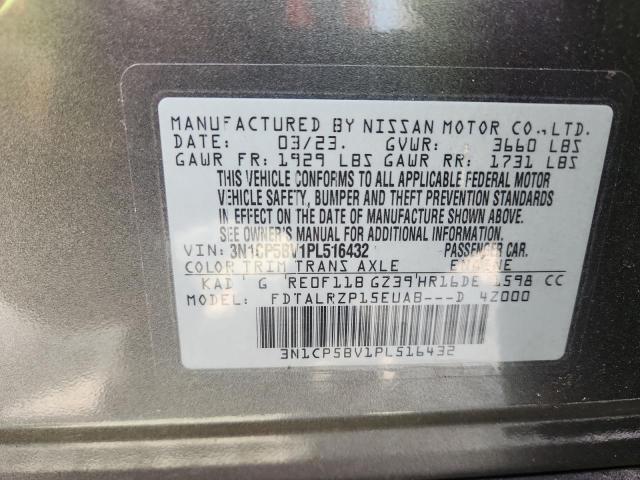 MANUFACTURED BY NISSAN MOTOR CO.,LTD.
DATE: 03/23. GVWR: 3660 LBS
GAWR FR: 1929 LBS GAWR RR: 1731 LBS
THIS VEHICLE CONFORMS TO ALL APPLICABLE FEDERAL MOTOR
VEHICLE SAFETY, BUMPER AND THEFT PREVENTION STANDARDS
IN EFFECT ON THE DATE OF MANUFACTURE SHOWN ABOVE.
SEE OWNER'S MANUAL FOR ADDITIONAL INFORMATION.
VIN: 3N1CP5BV1PL516432 PASSENGER CAR.
COLOR TRIM TRANS AXLE ENGINE
KAD G RE0F11B GZ39 HR16DE 1598 CC
MODEL: FDTALRZP15EUAB---D 4Z000
3N1CP5BV1PL516432